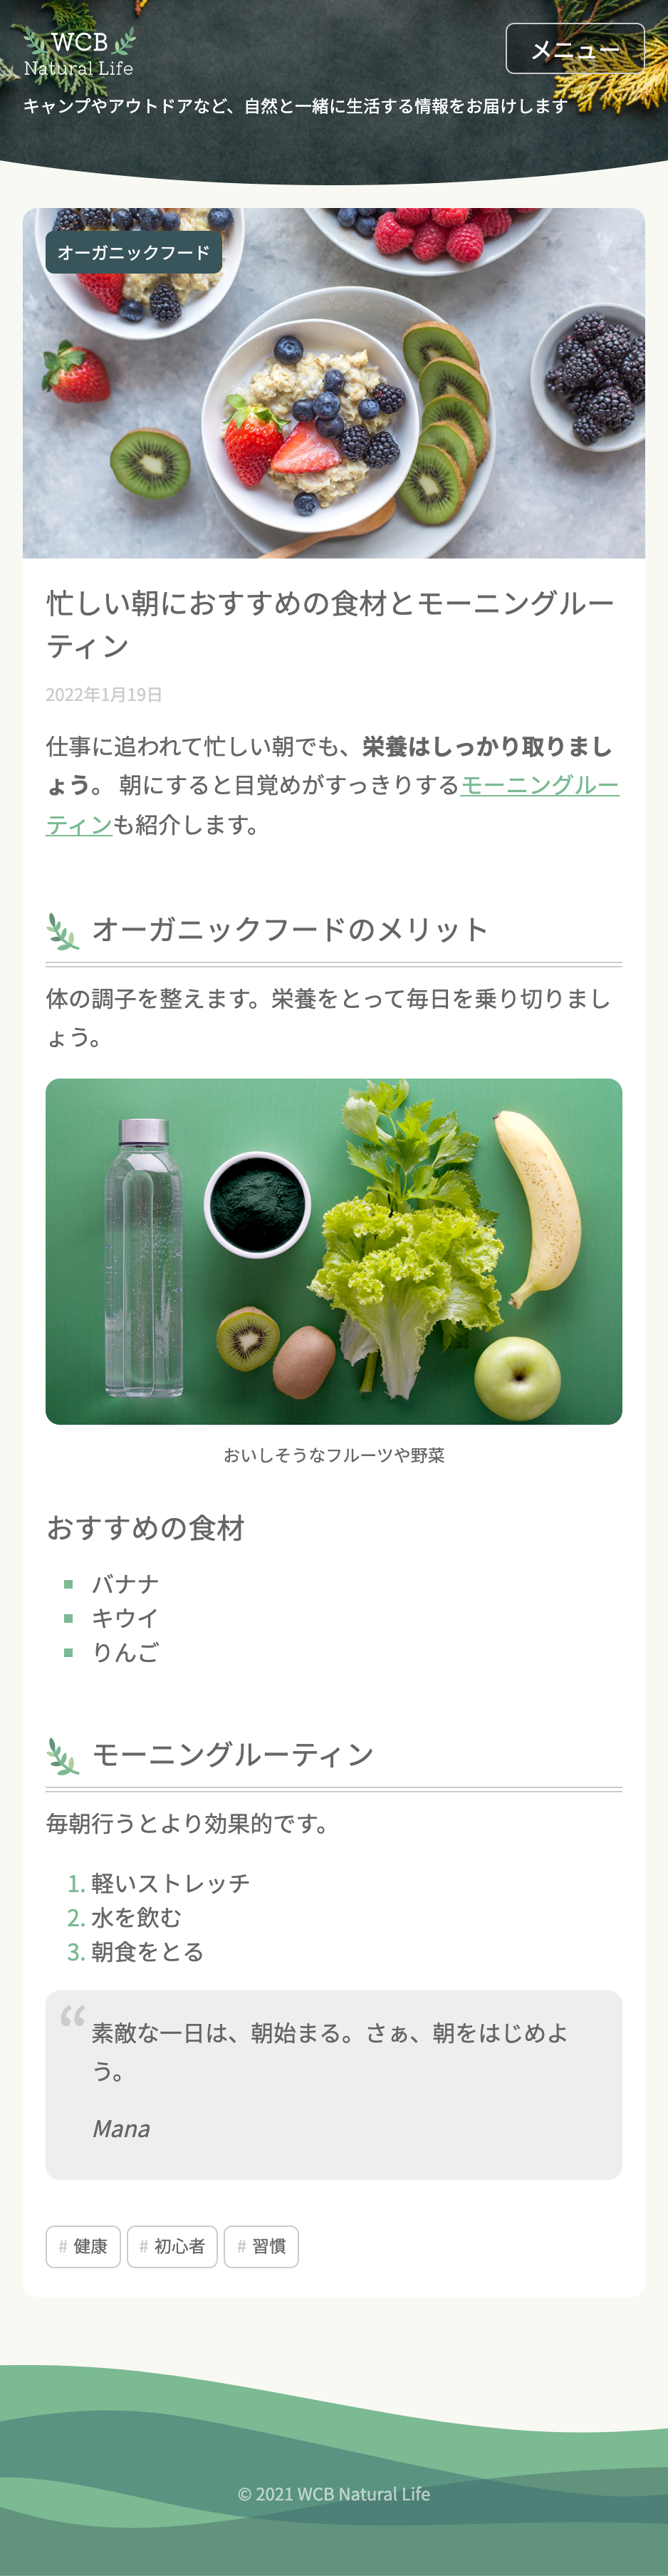 WCB
Natural Life
メニュー
キャンプやアウトドアなど、自然と一緒に生活する情報をお届けします
オーガニックフード
忙しい朝におすすめの食材とモーニングルー
ティン
2022年1月19日
仕事に追われて忙しい朝でも、栄養はしっかり取りまし
ょう。 朝にすると目覚めがすっきりするモーニングルー
ティンも紹介します。
オーガニックフードのメリット
体の調子を整えます。栄養をとって毎日を乗り切りまし
ょう。
おいしそうなフルーツや野菜
おすすめの食材
バナナ
キウイ
りんご
モーニングルーティン
毎朝行うとより効果的です。
1. 軽いストレッチ
2. 水を飲む
3. 朝食をとる
“
素敵な一日は、朝始まる。さぁ、朝をはじめよ
う。
Mana
# 健康 # 初心者 # 習慣
© 2021 WCB Natural Life